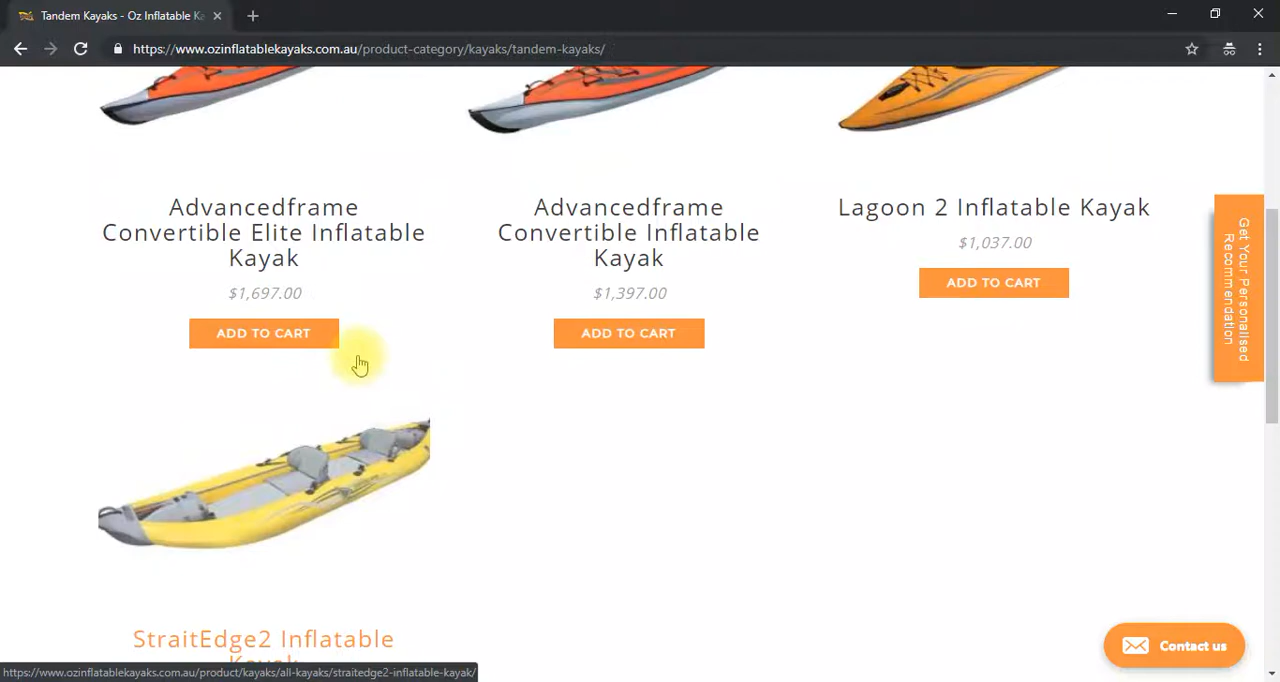 Tandem Kayaks - Oz Inflatable K
https://www.ozinflatablekayaks.com.au/product-category/kayaks/tandem-kayaks/
Advancedframe
Convertible Elite Inflatable
Kayak
$1,697.00
ADD TO CART
Advancedframe
Convertible Inflatable
Kayak
$1,397.00
ADD TO CART
Lagoon 2 Inflatable Kayak
$1,037.00
ADD TO CART
Get Your Personalised
Recommendation
StraitEdge2 Inflatable
Kayak
Contact us
https://www.ozinflatablekayaks.com.au/product/kayaks/all-kayaks/straitedge2-inflatable-kayak/